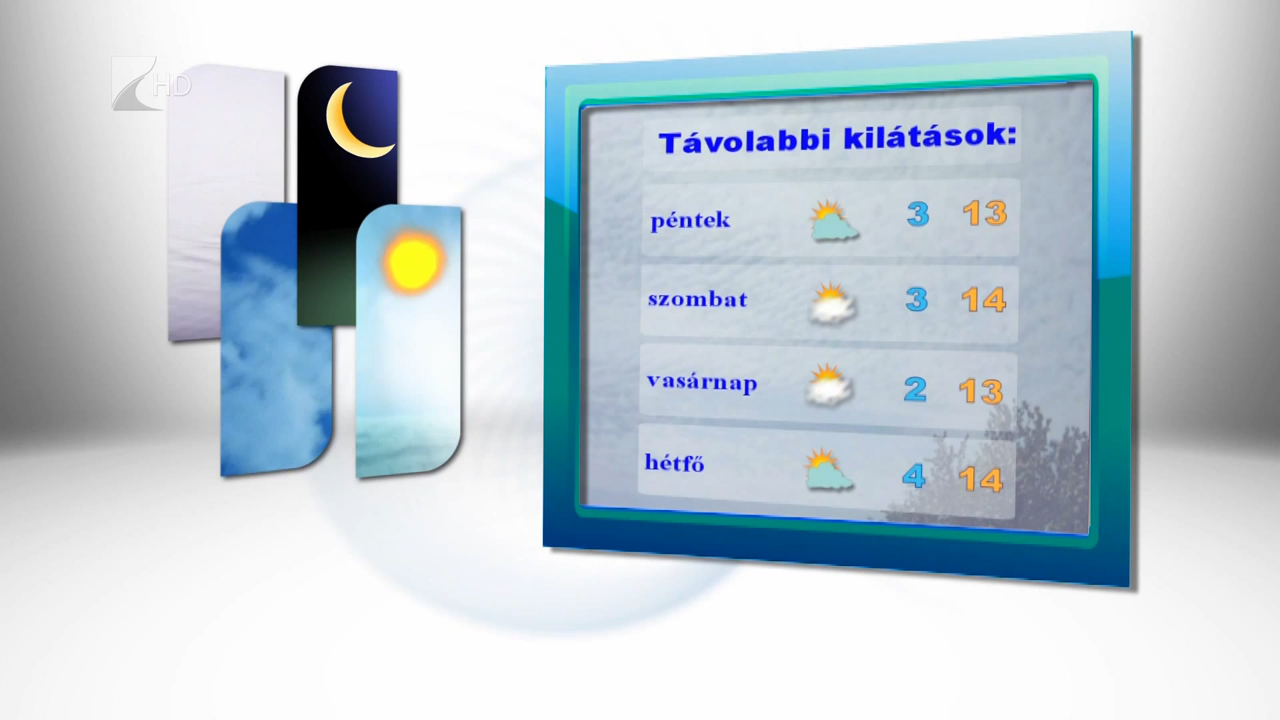 HD
Távolabbi kilátások:
péntek 3 13
szombat 3 14
vasárnap 2 13
hétfő 4 14